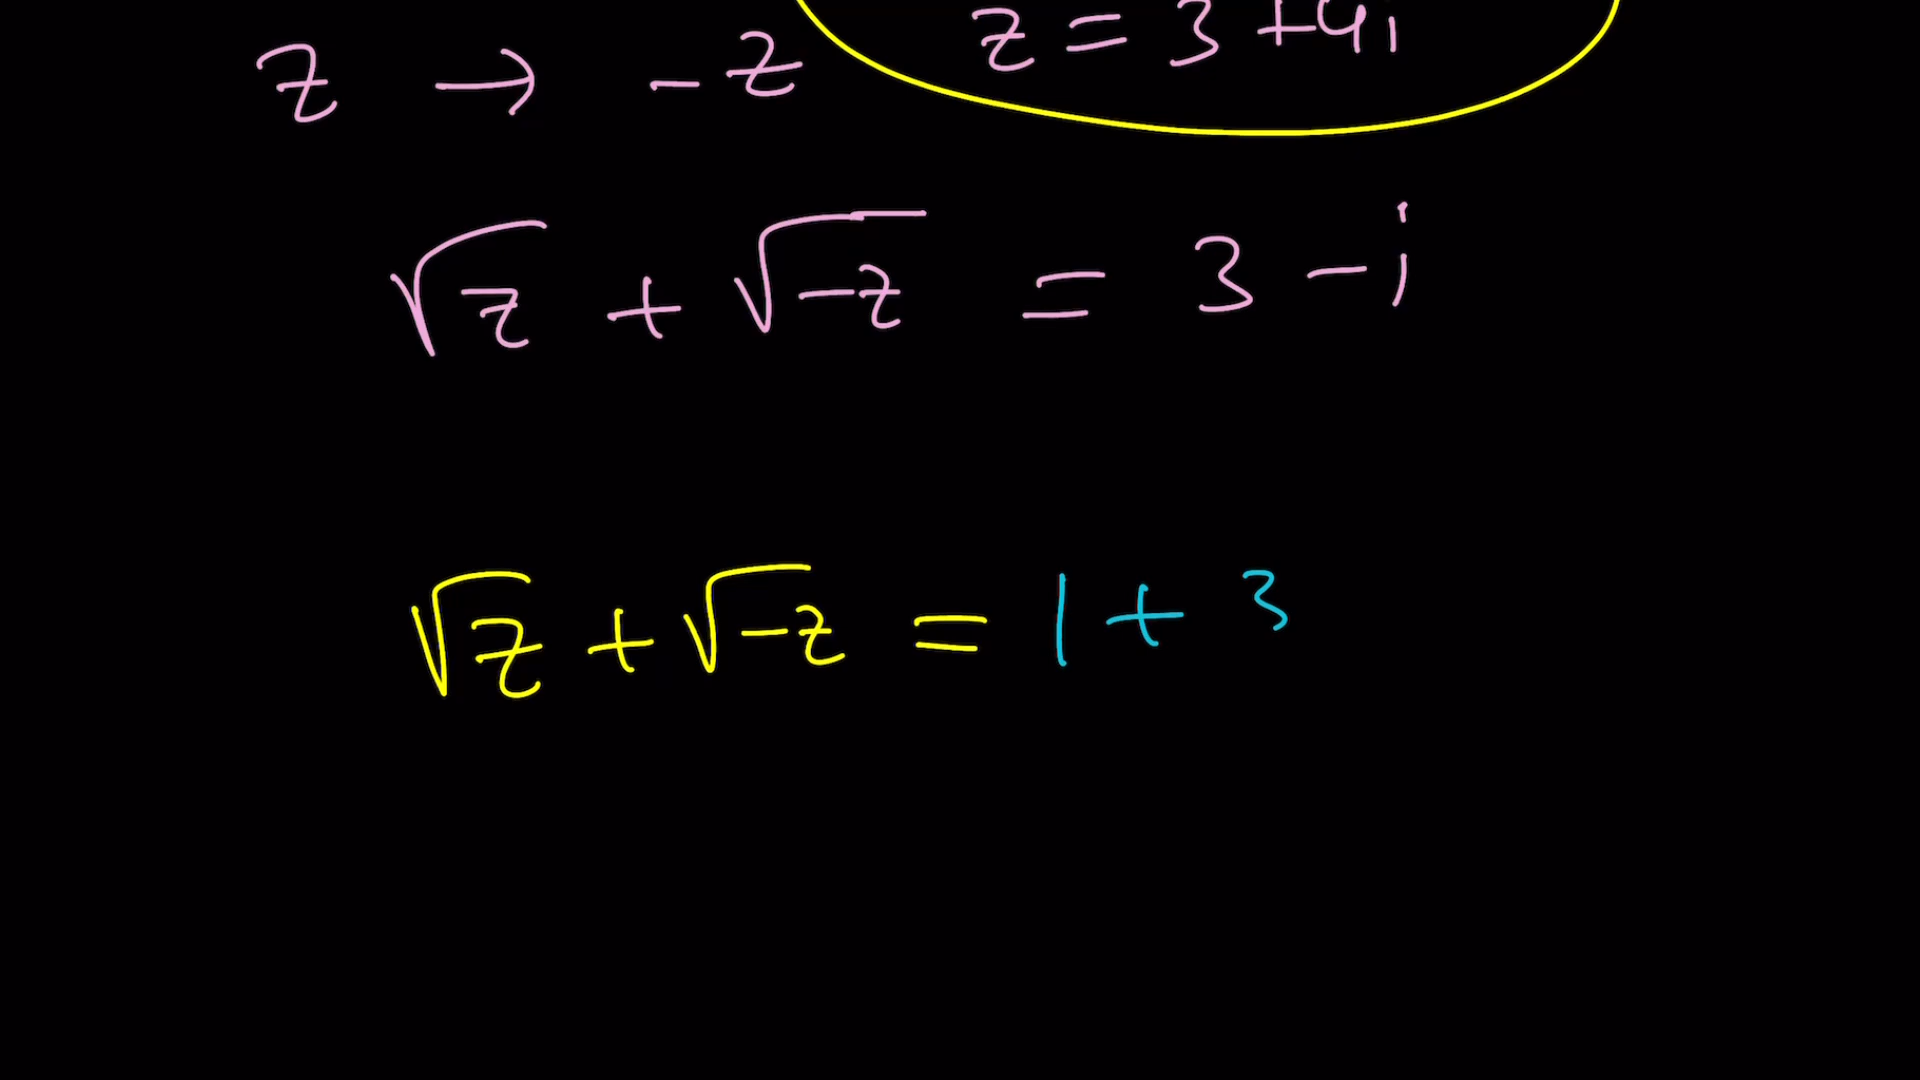 z → -z z = 3 + 4i
√z + √-z = 3 - i
√z + √-z = 1 + 3